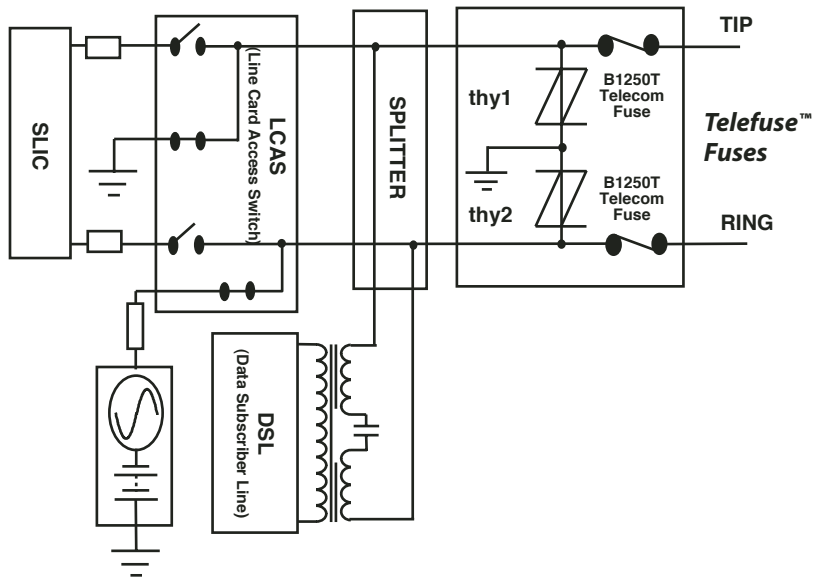 TIP
B1250T
Telecom
Fuse
thy1
Telefuse™
Fuses
SLIC
LCAS
(Line Card Access Switch)
SPLITTER
thy2
B1250T
Telecom
Fuse
RING
DSL
(Data Subscriber Line)